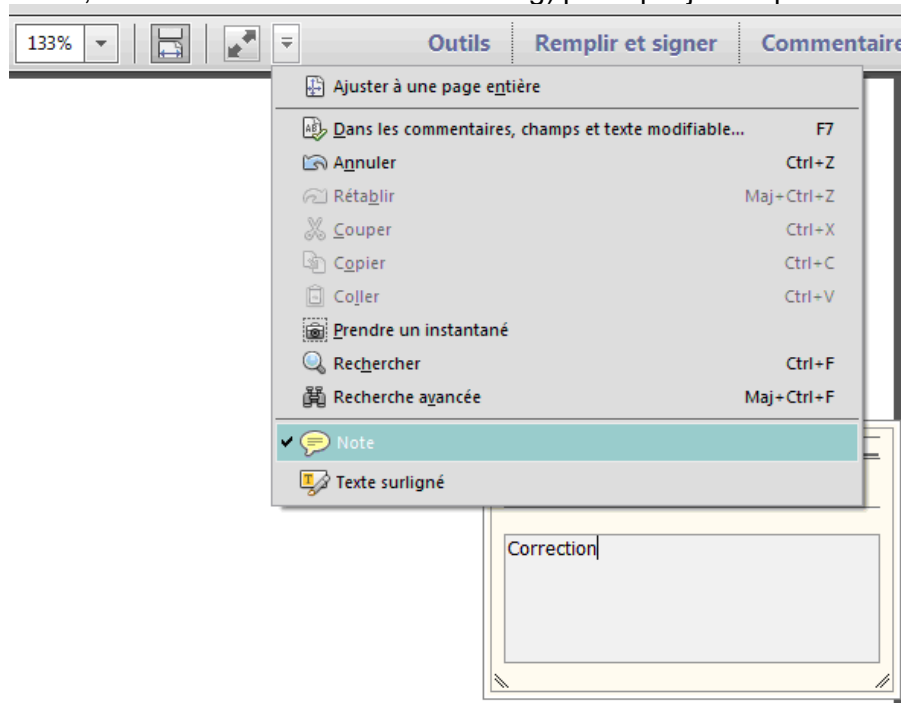 133%
Outils Remplir et signer Commentaire
Ajuster à une page entière
Dans les commentaires, champs et texte modifiable... F7
Annuler Ctrl+Z
Rétablir Maj+Ctrl+Z
Couper Ctrl+X
Copier Ctrl+C
Coller Ctrl+V
Prendre un instantané
Rechercher Ctrl+F
Recherche avancée Maj+Ctrl+F
Note
Texte surligné
Correction